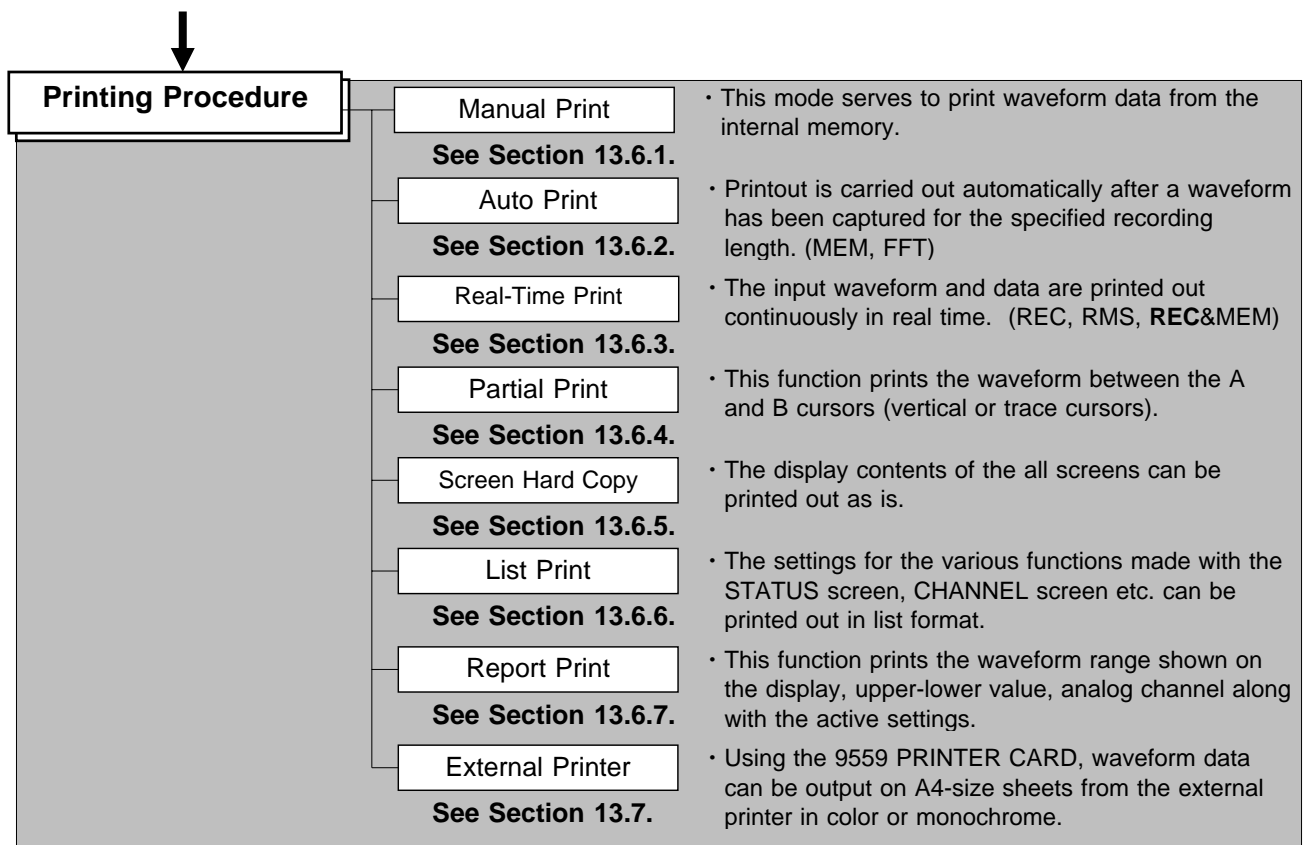 Printing Procedure
Manual Print
・This mode serves to print waveform data from the
internal memory.
See Section 13.6.1.
Auto Print
・Printout is carried out automatically after a waveform
has been captured for the specified recording
length. (MEM, FFT)
See Section 13.6.2.
Real-Time Print
・The input waveform and data are printed out
continuously in real time. (REC, RMS, REC&MEM)
See Section 13.6.3.
Partial Print
・This function prints the waveform between the A
and B cursors (vertical or trace cursors).
See Section 13.6.4.
Screen Hard Copy
・The display contents of the all screens can be
printed out as is.
See Section 13.6.5.
List Print
・The settings for the various functions made with the
STATUS screen, CHANNEL screen etc. can be
printed out in list format.
See Section 13.6.6.
Report Print
・This function prints the waveform range shown on
the display, upper-lower value, analog channel along
with the active settings.
See Section 13.6.7.
External Printer
・Using the 9559 PRINTER CARD, waveform data
can be output on A4-size sheets from the external
printer in color or monochrome.
See Section 13.7.